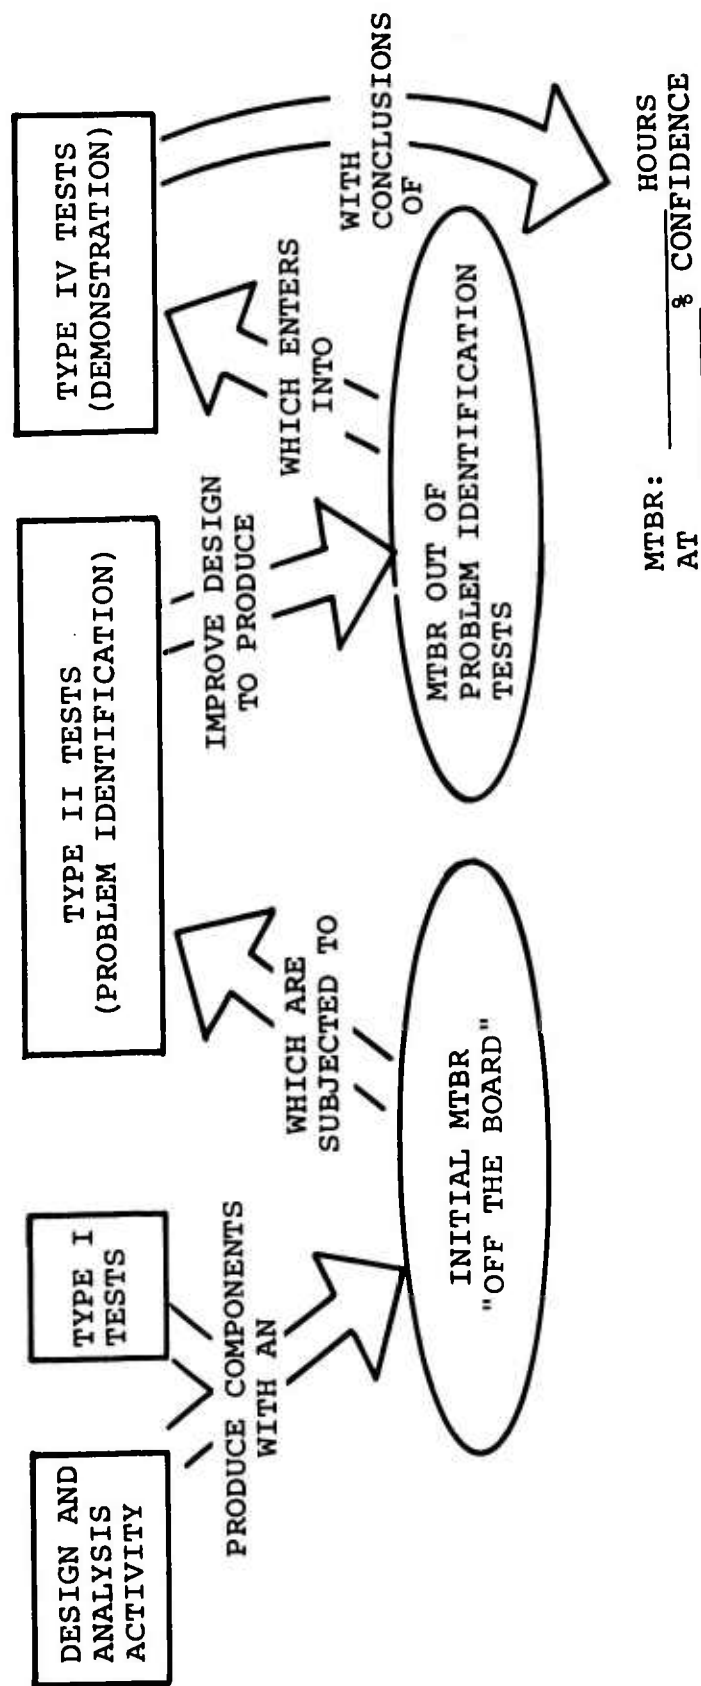 DESIGN AND
ANALYSIS
ACTIVITY
TYPE I
TESTS
PRODUCE COMPONENTS
WITH AN
INITIAL MTBR
"OFF THE BOARD"
WHICH ARE
SUBJECTED TO
TYPE II TESTS
(PROBLEM IDENTIFICATION)
IMPROVE DESIGN
TO PRODUCE
MTBR OUT OF
PROBLEM IDENTIFICATION
TESTS
WHICH ENTERS
INTO
TYPE IV TESTS
(DEMONSTRATION)
WITH
CONCLUSIONS
OF
MTBR: HOURS
AT % CONFIDENCE